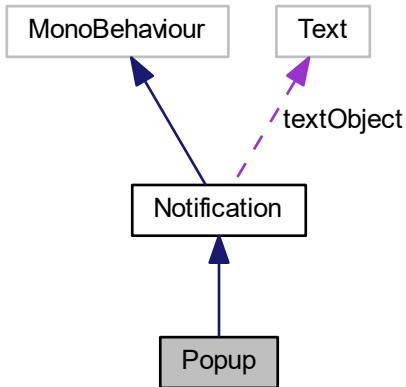 MonoBehaviour
Text
textObject
Notification
Popup